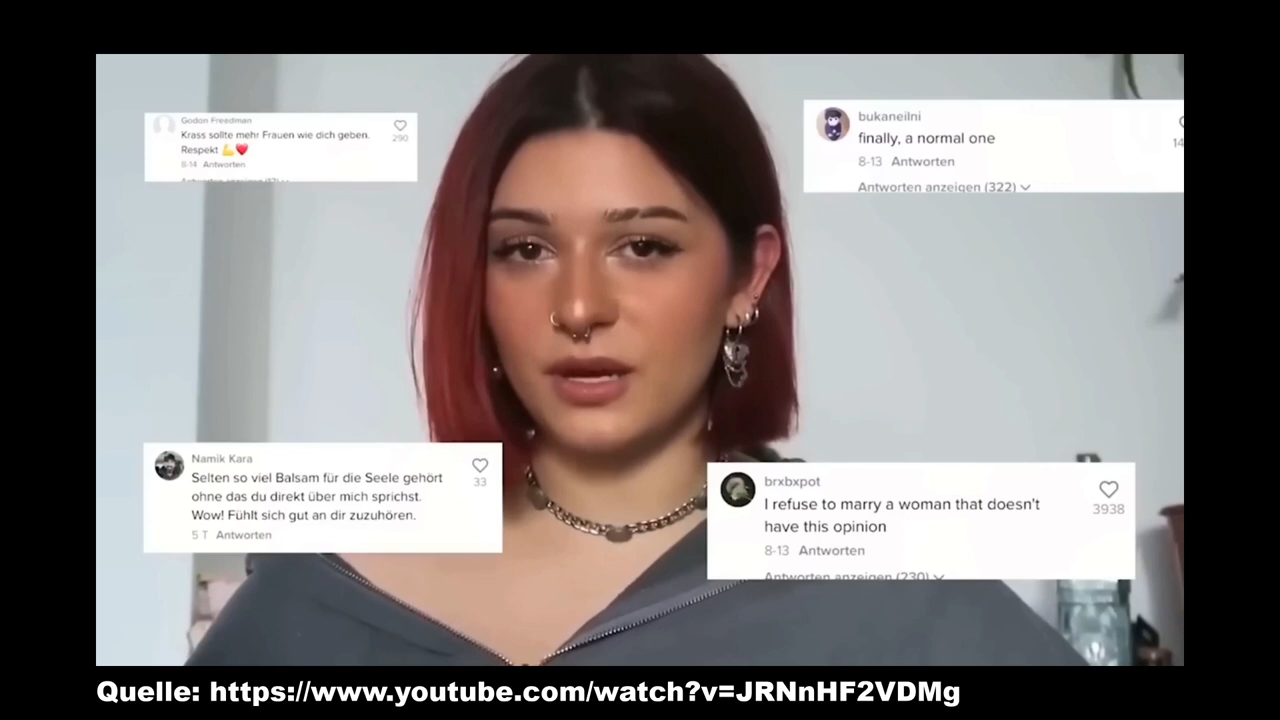 Godon Freedman
Krass sollte mehr Frauen wie dich geben.
Respekt 💪❤️
290
8-14 Antworten
bukaneilni
finally, a normal one
8-13 Antworten
Antworten anzeigen (322)
Namik Kara
Selten so viel Balsam für die Seele gehört
ohne das du direkt über mich sprichst.
Wow! Fühlt sich gut an dir zuzuhören.
33
5 T Antworten
brxbxpot
I refuse to marry a woman that doesn't
have this opinion
3938
8-13 Antworten
Antworten anzeigen (230)
Quelle: https://www.youtube.com/watch?v=JRNnHF2VDMg